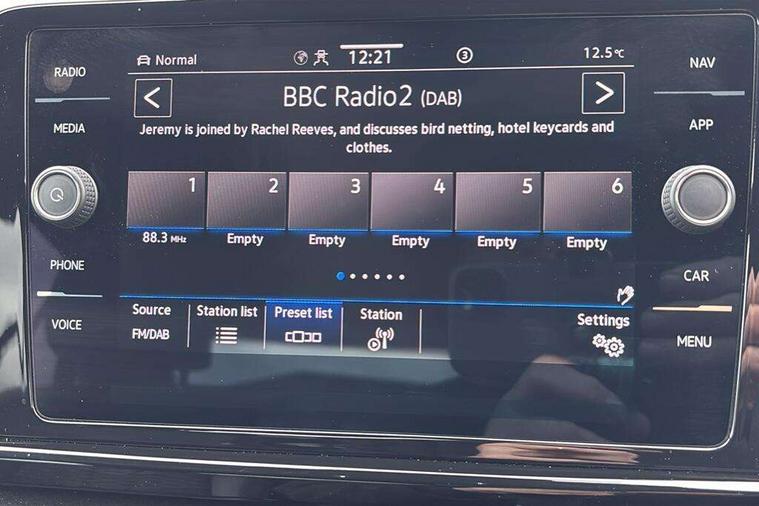 RADIO
MEDIA
PHONE
VOICE
Normal
12:21
3
12.5°C
BBC Radio2 (DAB)
Jeremy is joined by Rachel Reeves, and discusses bird netting, hotel keycards and
clothes.
1 2 3 4 5 6
88.3 MHz Empty Empty Empty Empty Empty
Source Station list Preset list Station Settings
FM/DAB
NAV
APP
CAR
MENU